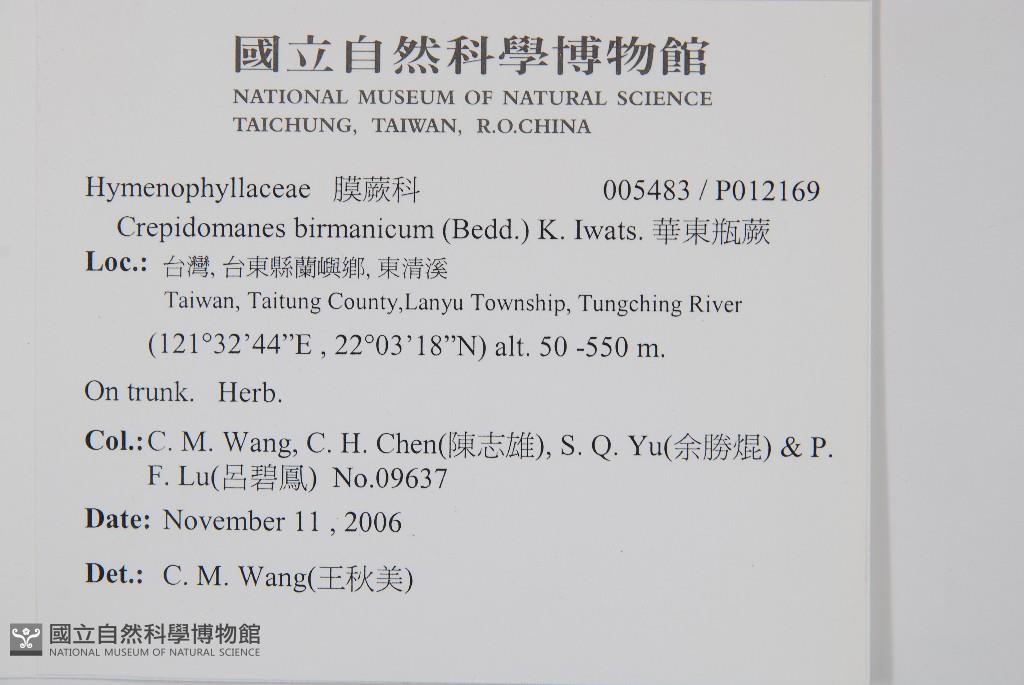 國立自然科學博物館
NATIONAL MUSEUM OF NATURAL SCIENCE
TAICHUNG, TAIWAN, R.O.CHINA
Hymenophyllaceae 膜蕨科 005483 / P012169
Crepidomanes birmanicum (Bedd.) K. Iwats. 華東瓶蕨
Loc.: 台灣, 台東縣蘭嶼鄉, 東清溪
Taiwan, Taitung County,Lanyu Township, Tungching River
(121°32’44”E , 22°03’18”N) alt. 50 -550 m.
On trunk. Herb.
Col.: C. M. Wang, C. H. Chen(陳志雄), S. Q. Yu(余勝焜) & P.
F. Lu(呂碧鳳) No.09637
Date: November 11 , 2006
Det.: C. M. Wang(王秋美)
國立自然科學博物館
NATIONAL MUSEUM OF NATURAL SCIENCE